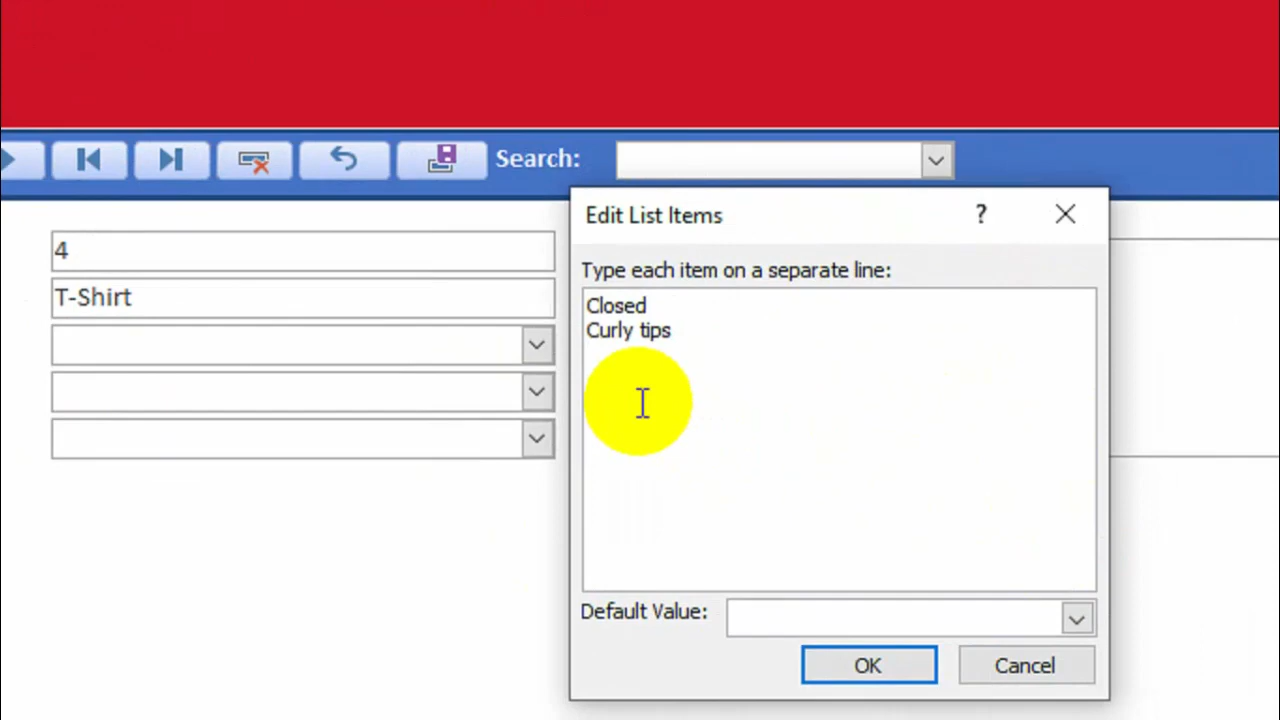 Search:
Edit List Items
?
Type each item on a separate line:
4
Closed
T-Shirt
Curly tips
Default Value:
OK
Cancel